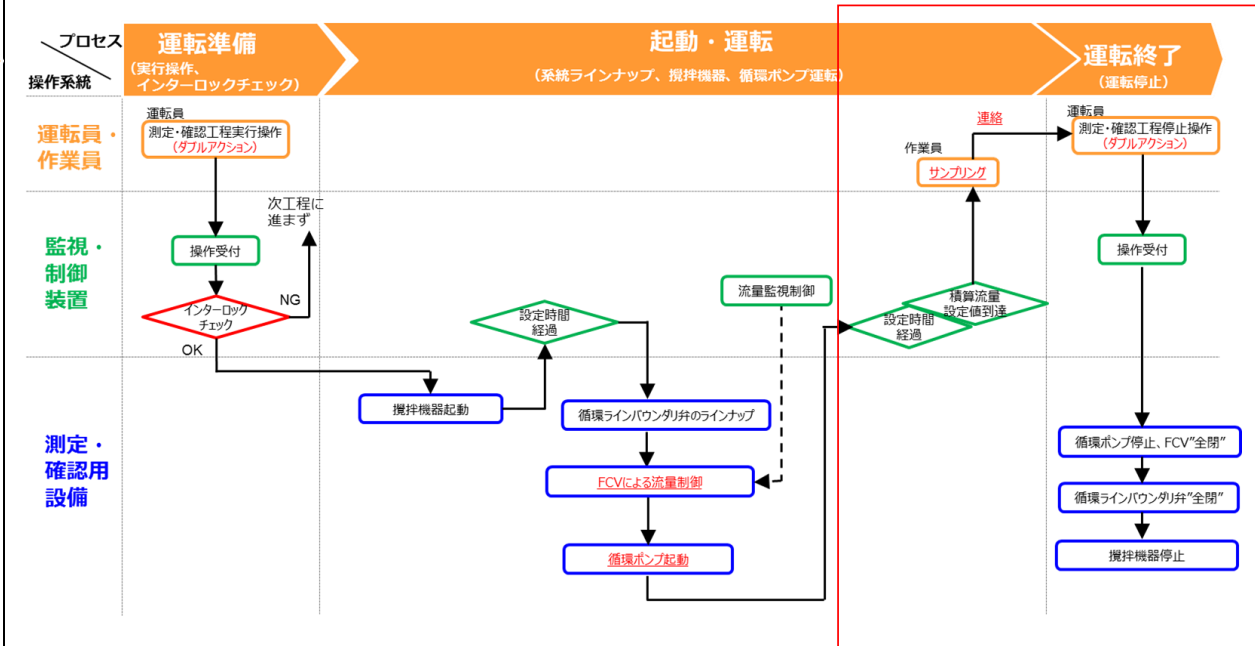 プロセス
操作系統
運転準備
(実行操作、
インターロックチェック)
起動・運転
(系統ラインナップ、攪拌機器、循環ポンプ運転)
運転終了
(運転停止)
運転員・
作業員
運転員
測定・確認工程実行操作
(ダブルアクション)
作業員
サンプリング
連絡
運転員
測定・確認工程停止操作
(ダブルアクション)
監視・
制御
装置
操作受付
インターロック
チェック
NG
OK
次工程に
進まず
設定時間
経過
流量監視制御
設定時間
経過
積算流量
設定値到達
操作受付
測定・
確認用
設備
攪拌機器起動
循環ラインバウンダリ弁のラインナップ
FCVによる流量制御
循環ポンプ起動
循環ポンプ停止、FCV"全閉"
循環ラインバウンダリ弁"全閉"
攪拌機器停止